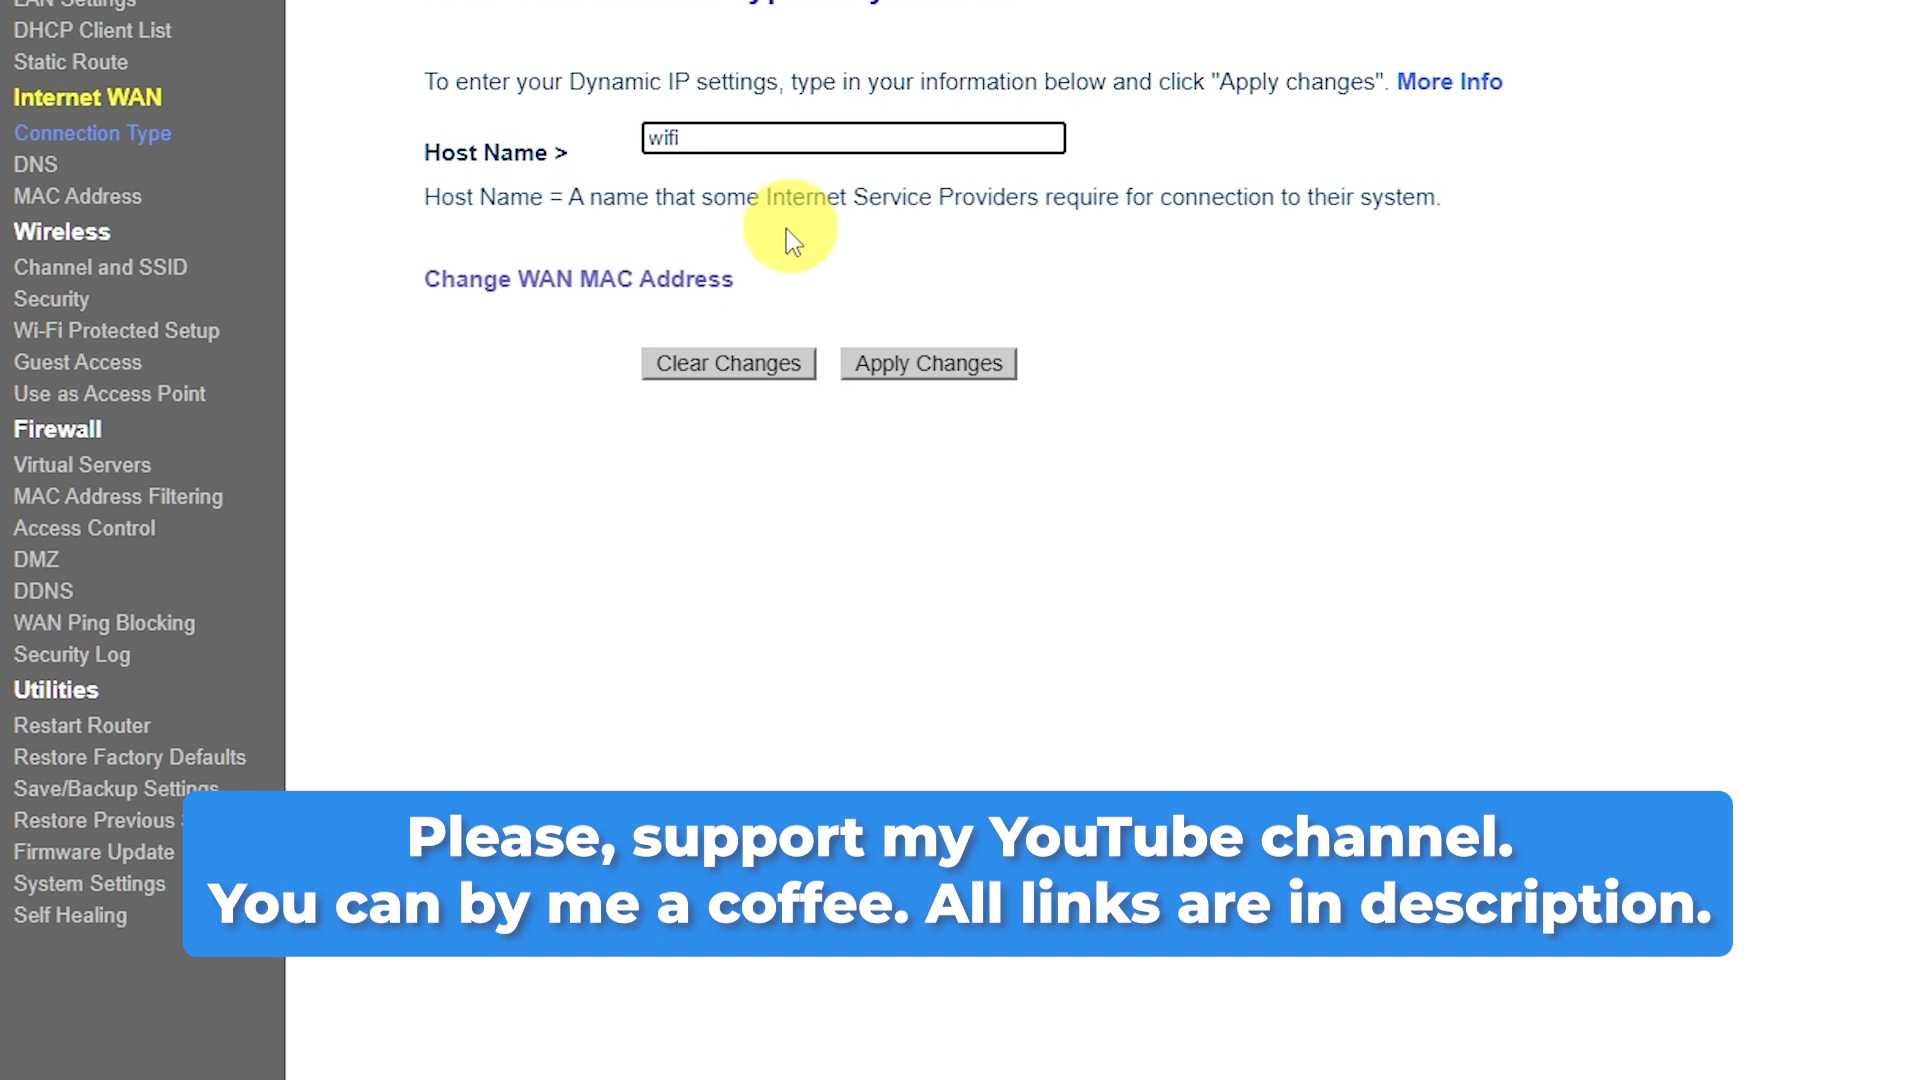 LAN Settings
DHCP Client List
Static Route
Internet WAN
Connection Type
DNS
MAC Address
Wireless
Channel and SSID
Security
Wi-Fi Protected Setup
Guest Access
Use as Access Point
Firewall
Virtual Servers
MAC Address Filtering
Access Control
DMZ
DDNS
WAN Ping Blocking
Security Log
Utilities
Restart Router
Restore Factory Defaults
Save/Backup Settings
Restore Previous
Firmware Update
System Settings
Self Healing
To enter your Dynamic IP settings, type in your information below and click "Apply changes". More Info
Host Name > wifi
Host Name = A name that some Internet Service Providers require for connection to their system.
Change WAN MAC Address
Clear Changes Apply Changes
Please, support my YouTube channel.
You can by me a coffee. All links are in description.